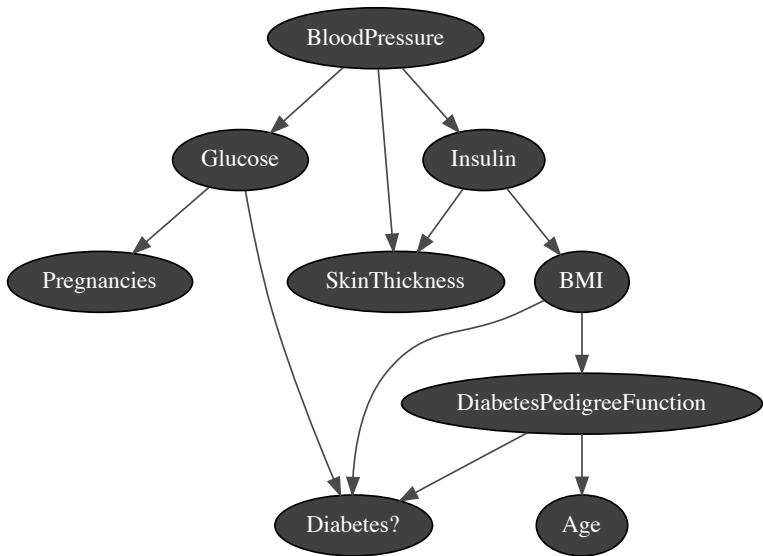 BloodPressure
Glucose
Insulin
Pregnancies
SkinThickness
BMI
DiabetesPedigreeFunction
Diabetes?
Age